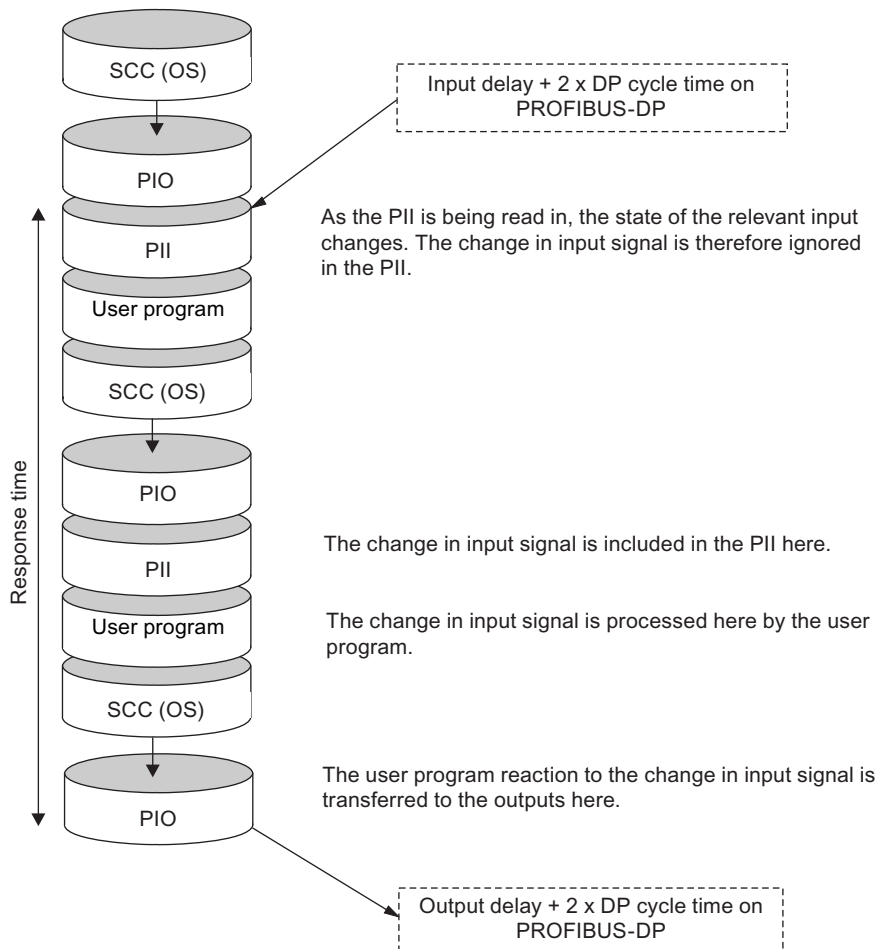 SCC (OS)
Input delay + 2 x DP cycle time on
PROFIBUS-DP
PIO
As the PII is being read in, the state of the relevant input
changes. The change in input signal is therefore ignored
in the PII.
PII
User program
SCC (OS)
Response time
PIO
The change in input signal is included in the PII here.
PII
The change in input signal is processed here by the user
program.
User program
SCC (OS)
The user program reaction to the change in input signal is
transferred to the outputs here.
PIO
Output delay + 2 x DP cycle time on
PROFIBUS-DP